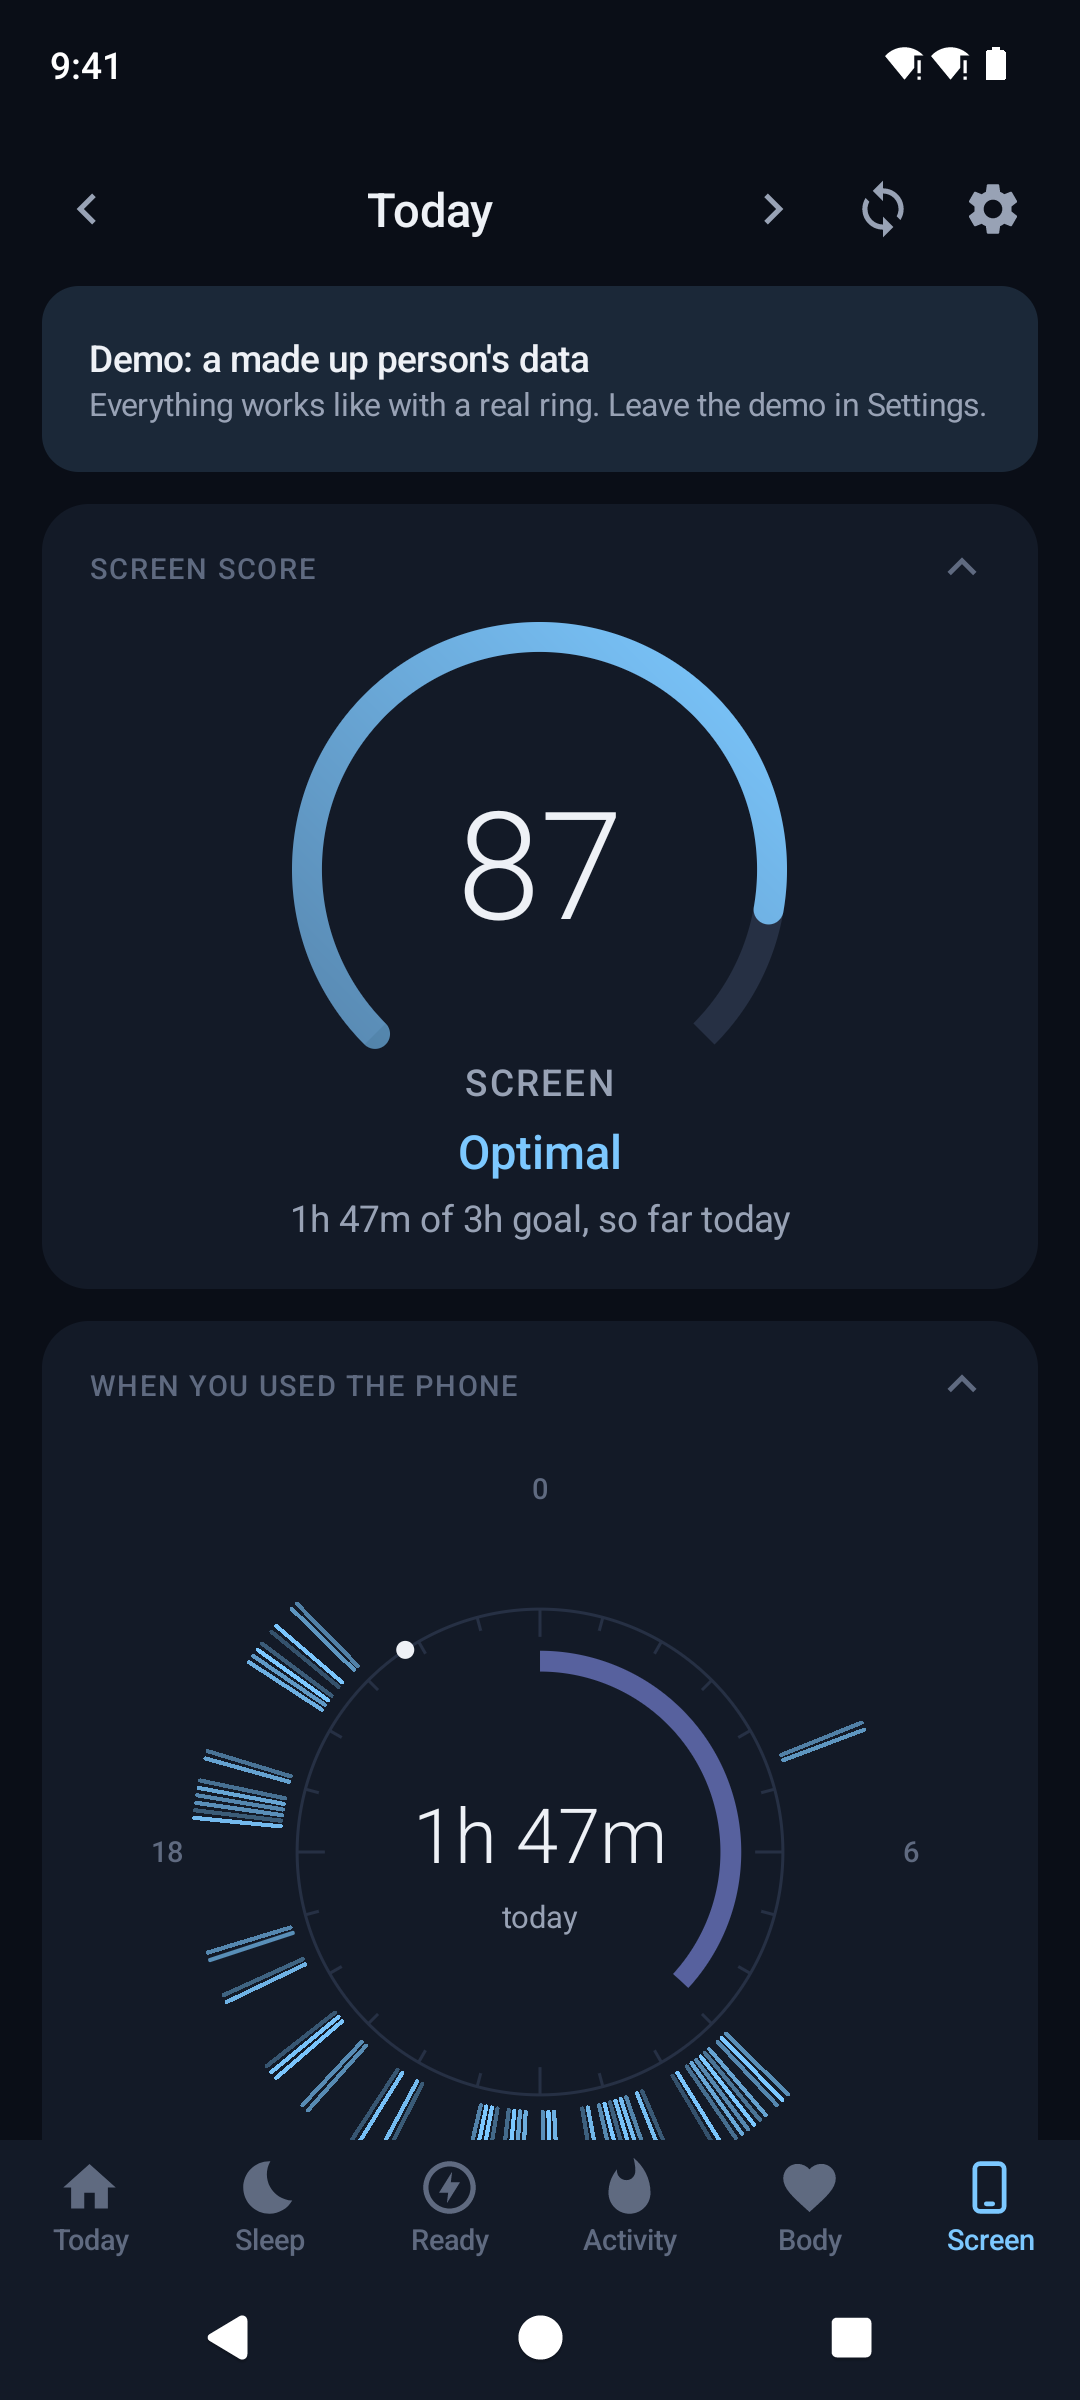 9:41
Today
Demo: a made up person's data
Everything works like with a real ring. Leave the demo in Settings.
SCREEN SCORE
87
SCREEN
Optimal
1h 47m of 3h goal, so far today
WHEN YOU USED THE PHONE
0
18
1h 47m
6
today
Today
Sleep
Ready
Activity
Body
Screen